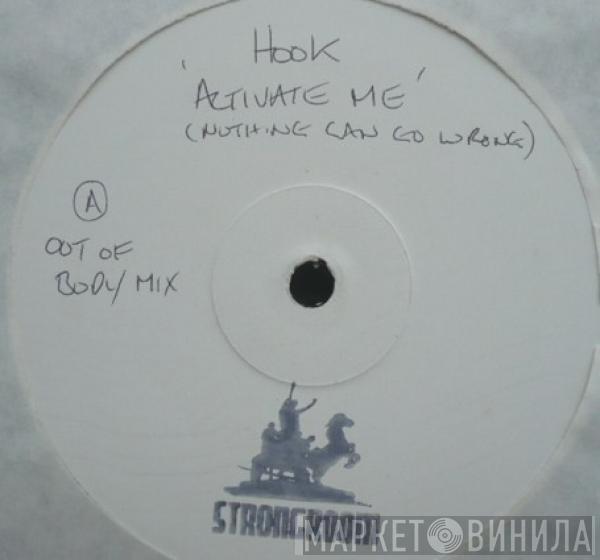 HOOK
'ACTIVATE ME'
(NOTHING CAN GO WRONG)
A
OUT OF
BODY MIX
STRONGROOM
МАРКЕТ ВИНИЛА